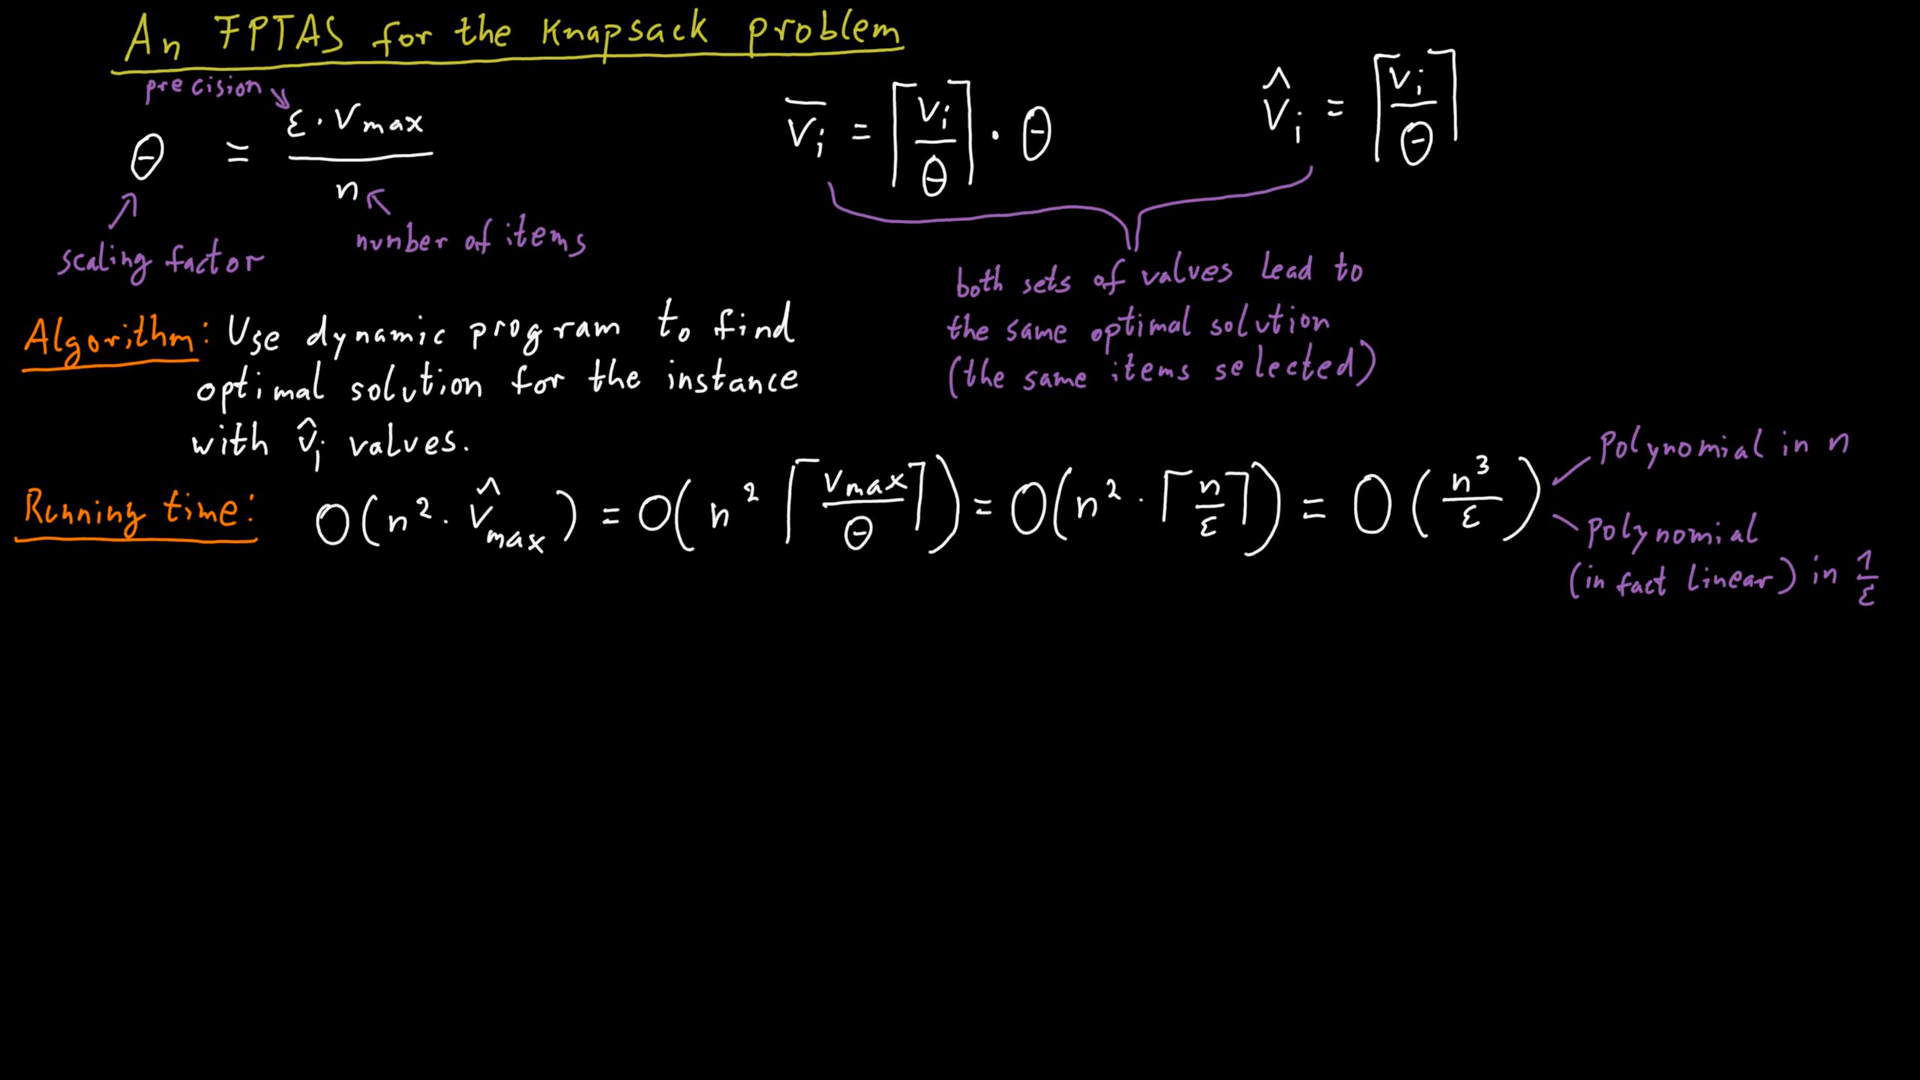 An FPTAS for the Knapsack problem
precision
θ = ε · vmax / n
scaling factor
number of items
v̄i = ⌈vi / θ⌉ · θ
v̂i = ⌈vi / θ⌉
both sets of values lead to
the same optimal solution
(the same items selected)
Algorithm: Use dynamic program to find
optimal solution for the instance
with v̂i values.
Running time: O(n² · v̂max) = O(n² ⌈vmax / θ⌉) = O(n² · ⌈n / ε⌉) = O(n³ / ε)
polynomial in n
polynomial
(in fact linear) in 1/ε